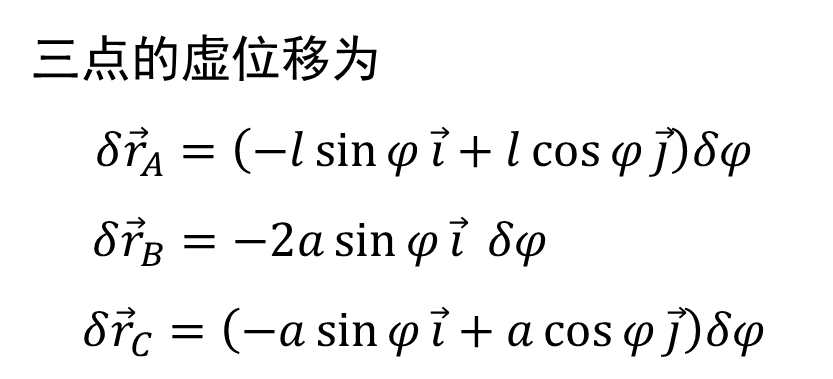 三点的虚位移为
δr⃗_A = (−l sin φ i⃗ + l cos φ j⃗)δφ
δr⃗_B = −2a sin φ i⃗ δφ
δr⃗_C = (−a sin φ i⃗ + a cos φ j⃗)δφ